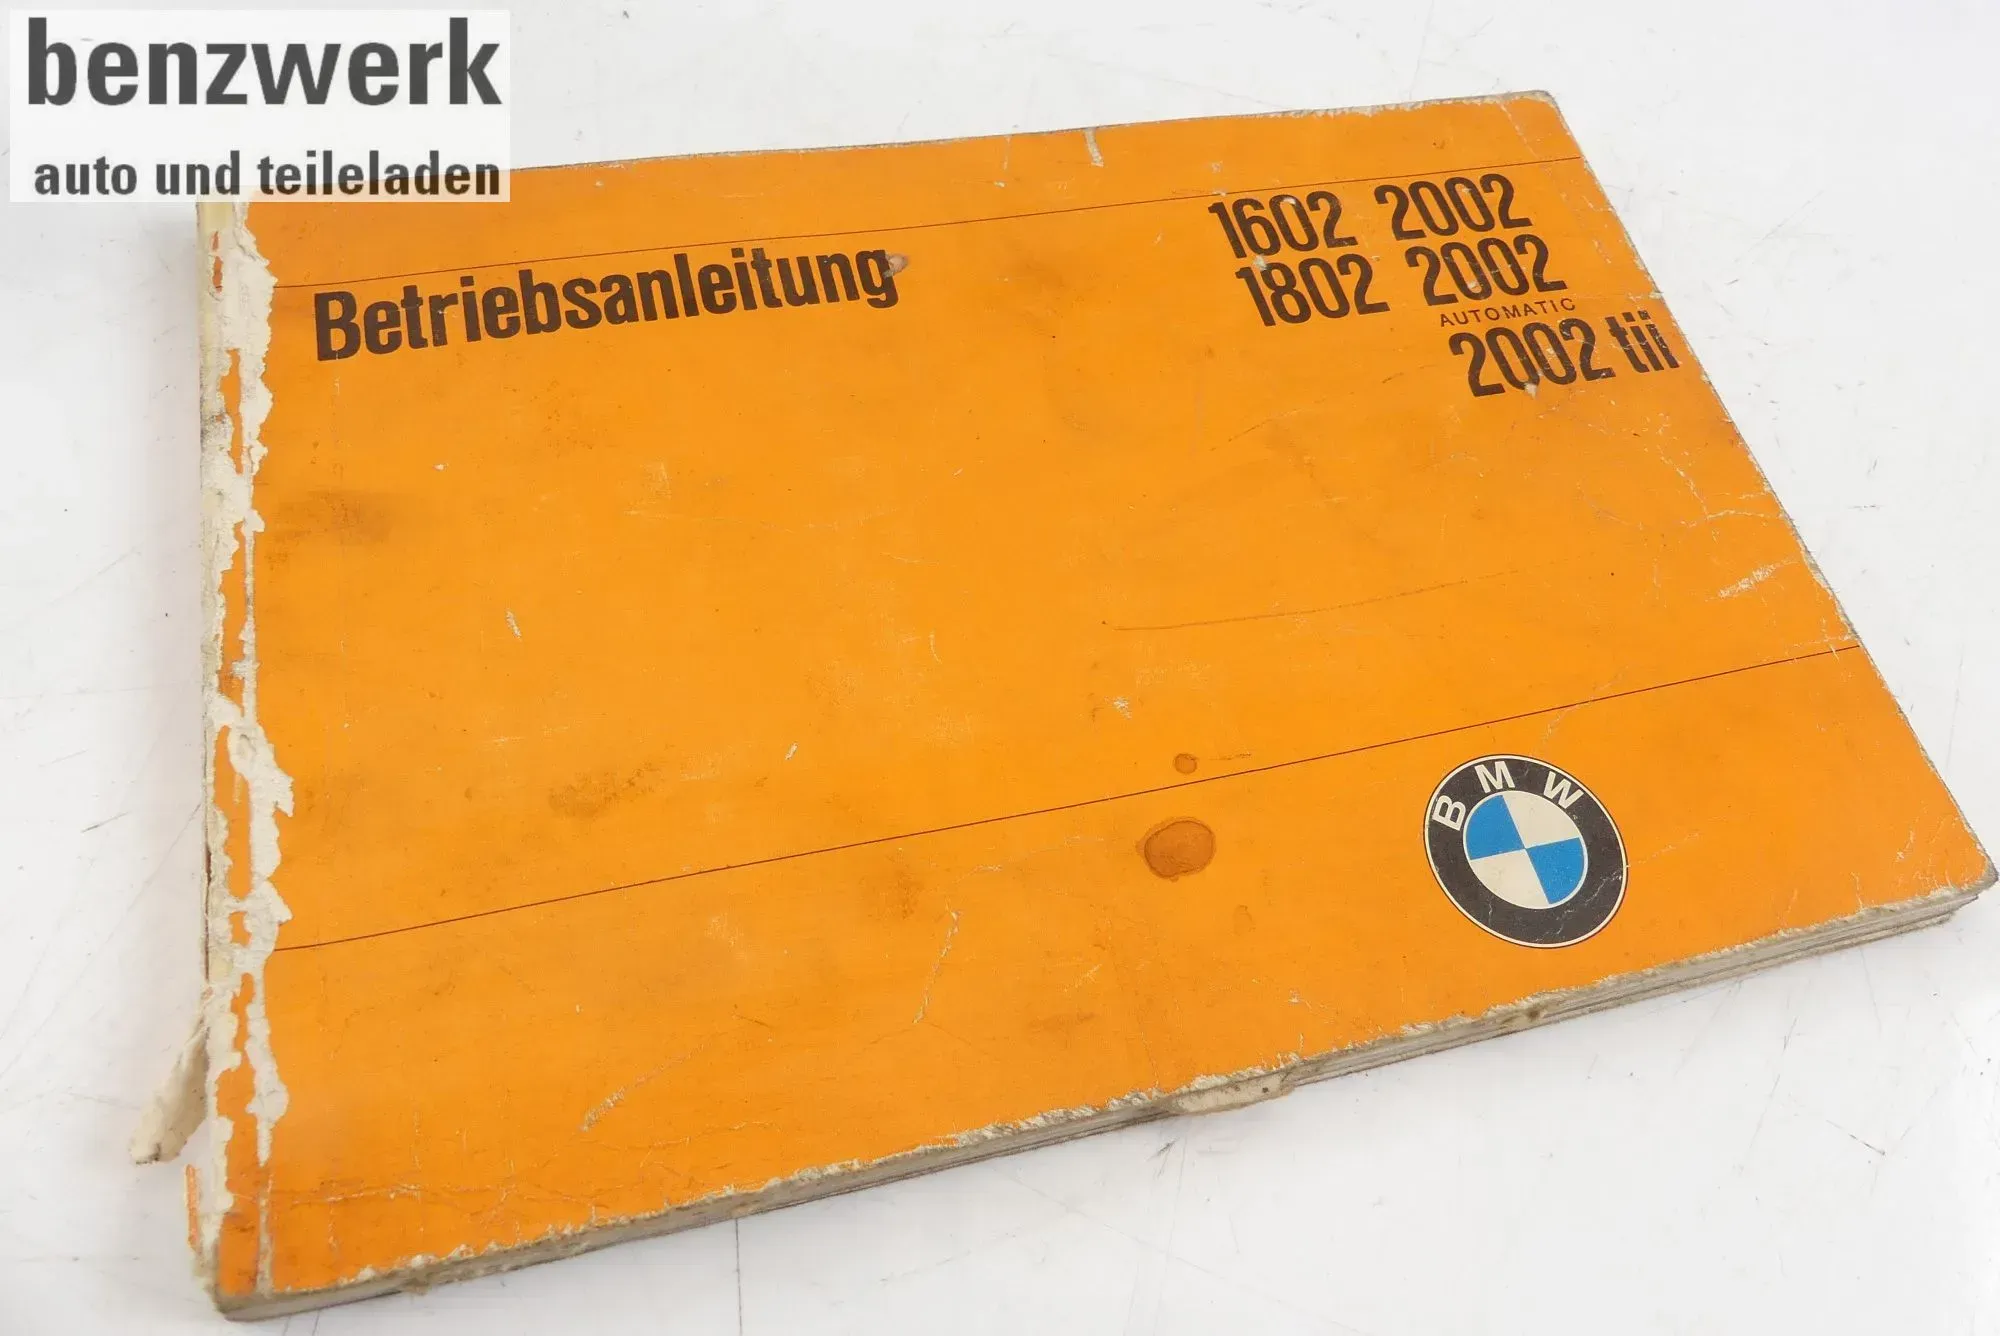 benzwerk
auto und teileladen
Betriebsanleitung
1602 2002
1802 2002
AUTOMATIC
2002 tii
BMW